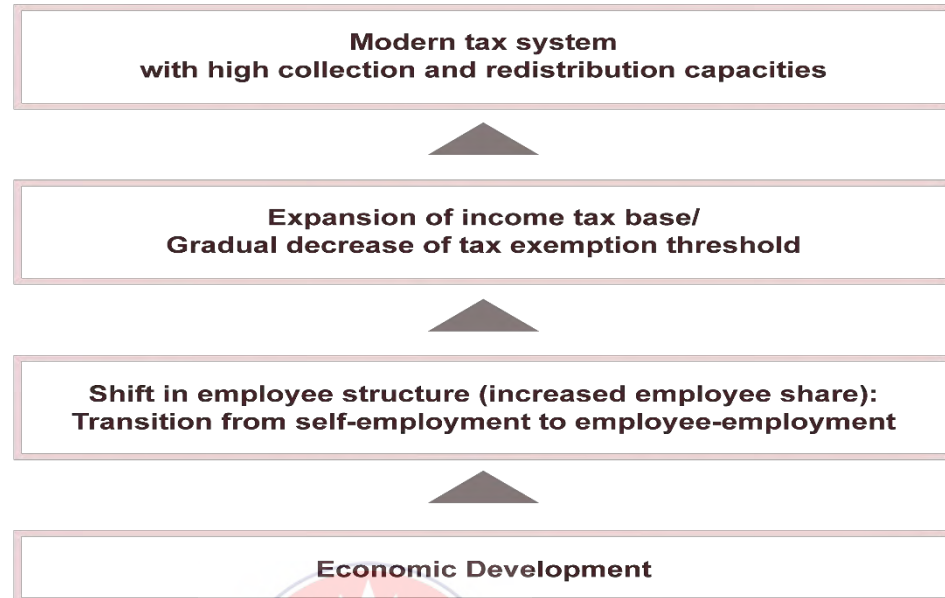 Modern tax system
with high collection and redistribution capacities
Expansion of income tax base/
Gradual decrease of tax exemption threshold
Shift in employee structure (increased employee share):
Transition from self-employment to employee-employment
Economic Development